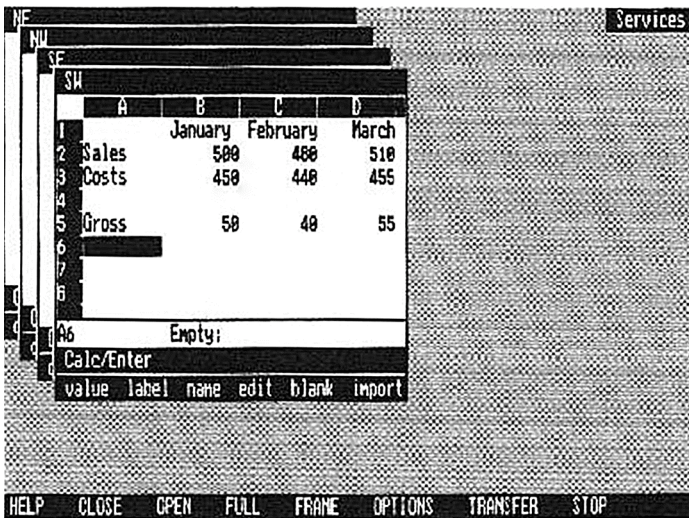 NE
Services
NW
SE
SW
A B C D
1 January February March
2 Sales 500 480 510
3 Costs 450 440 455
4
5 Gross 50 40 55
6
7
8
A6 Empty:
Calc/Enter
value label name edit blank import
HELP CLOSE OPEN FULL FRAME OPTIONS TRANSFER STOP